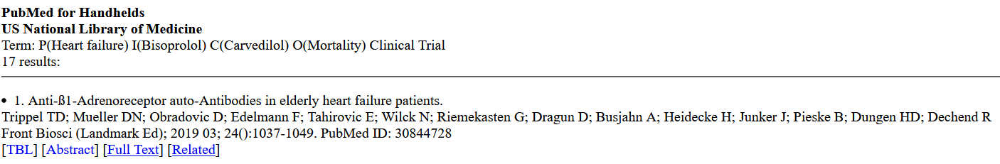 PubMed for Handhelds
US National Library of Medicine
Term: P(Heart failure) I(Bisoprolol) C(Carvedilol) O(Mortality) Clinical Trial
17 results:
• 1. Anti-ß1-Adrenoreceptor auto-Antibodies in elderly heart failure patients.
Trippel TD; Mueller DN; Obradovic D; Edelmann F; Tahirovic E; Wilck N; Riemekasten G; Dragun D; Busjahn A; Heidecke H; Junker J; Pieske B; Dungen HD; Dechend R
Front Biosci (Landmark Ed); 2019 03; 24():1037-1049. PubMed ID: 30844728
[TBL] [Abstract] [Full Text] [Related]